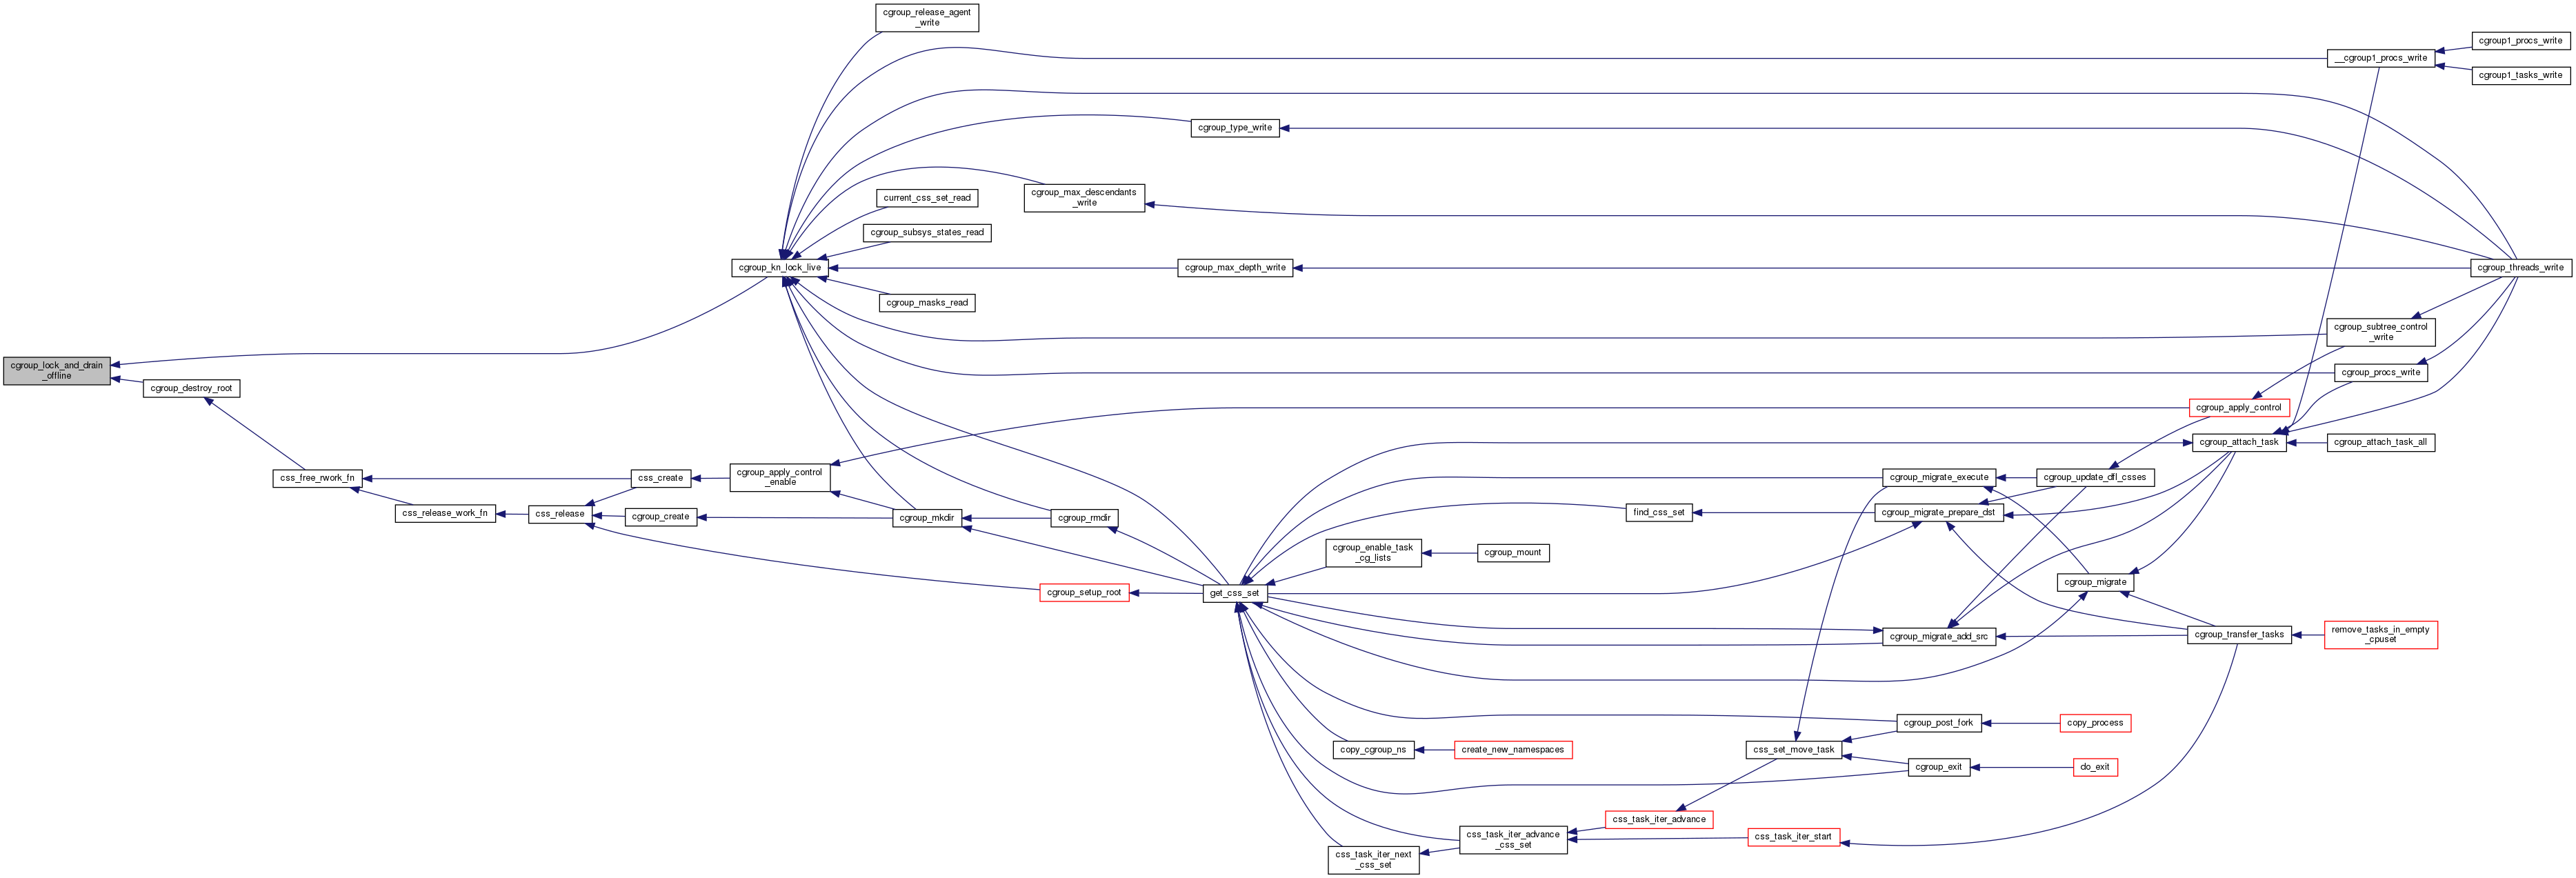 cgroup_release_agent
_write
cgroup1_procs_write
__cgroup1_procs_write
cgroup1_tasks_write
cgroup_type_write
cgroup_max_descendants
_write
current_css_set_read
cgroup_subsys_states_read
cgroup_kn_lock_live
cgroup_max_depth_write
cgroup_threads_write
cgroup_masks_read
cgroup_subtree_control
_write
cgroup_lock_and_drain
_offline
cgroup_procs_write
cgroup_destroy_root
cgroup_apply_control
cgroup_attach_task
cgroup_attach_task_all
css_free_rwork_fn
css_create
cgroup_apply_control
_enable
cgroup_migrate_execute
cgroup_update_dfl_csses
css_release_work_fn
css_release
cgroup_create
cgroup_mkdir
cgroup_rmdir
find_css_set
cgroup_migrate_prepare_dst
cgroup_enable_task
_cg_lists
cgroup_mount
cgroup_migrate
cgroup_setup_root
get_css_set
cgroup_migrate_add_src
cgroup_transfer_tasks
remove_tasks_in_empty
_cpuset
cgroup_post_fork
copy_process
copy_cgroup_ns
create_new_namespaces
css_set_move_task
cgroup_exit
do_exit
css_task_iter_advance
css_task_iter_advance
_css_set
css_task_iter_start
css_task_iter_next
_css_set